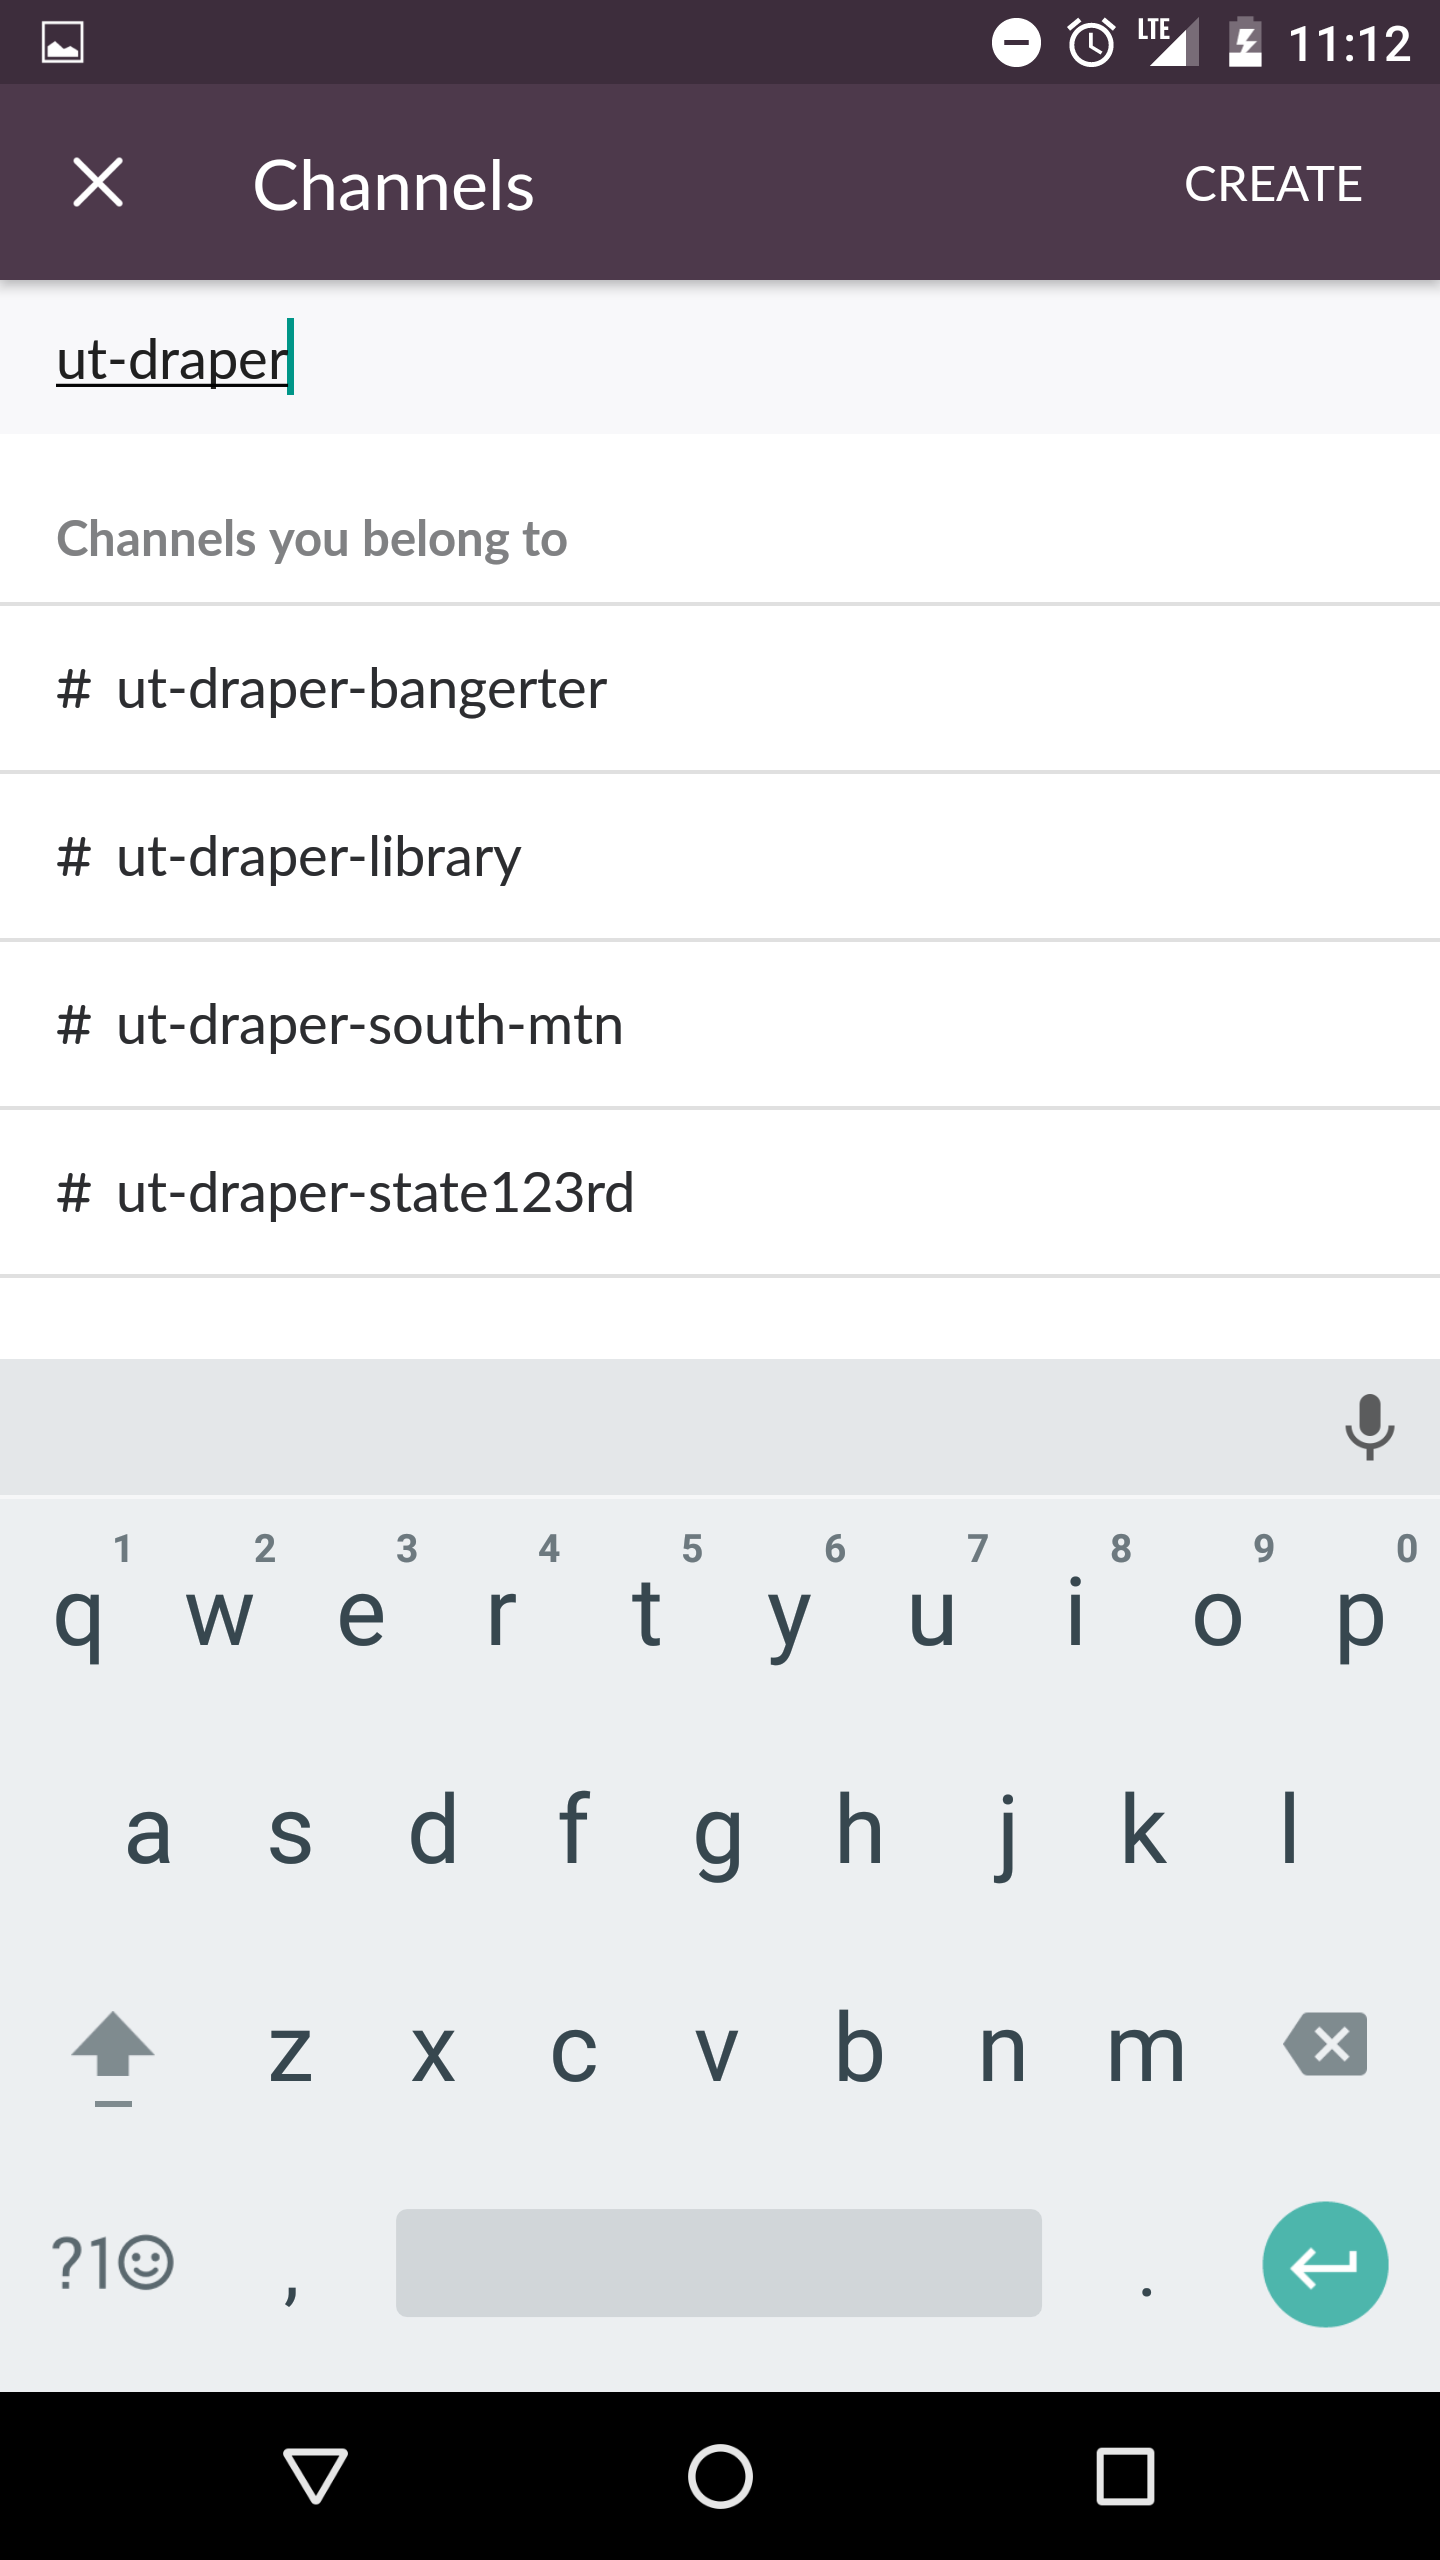 LTE 11:12
Channels CREATE
ut-draper
Channels you belong to
# ut-draper-bangerter
# ut-draper-library
# ut-draper-south-mtn
# ut-draper-state123rd
1 2 3 4 5 6 7 8 9 0
q w e r t y u i o p
a s d f g h j k l
z x c v b n m
?1☺ , .